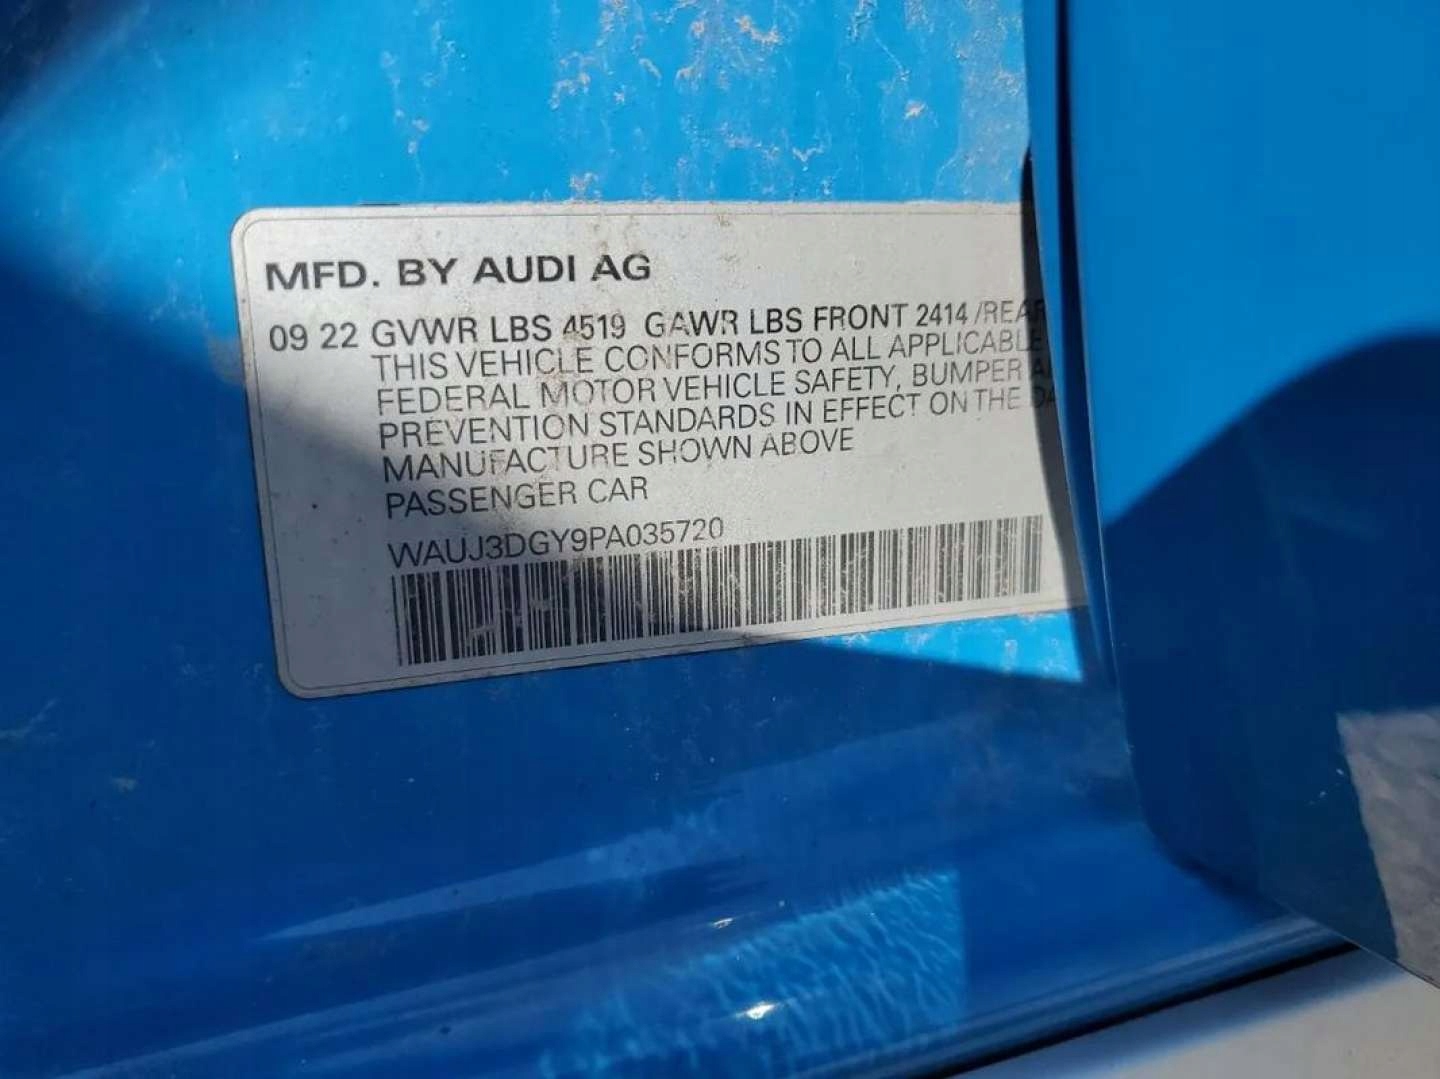 MFD. BY AUDI AG
09 22 GVWR LBS 4519 GAWR LBS FRONT 2414 /REAR
THIS VEHICLE CONFORMS TO ALL APPLICABLE
FEDERAL MOTOR VEHICLE SAFETY, BUMPER
PREVENTION STANDARDS IN EFFECT ON THE
MANUFACTURE SHOWN ABOVE
PASSENGER CAR
WAUJ3DGY9PA035720